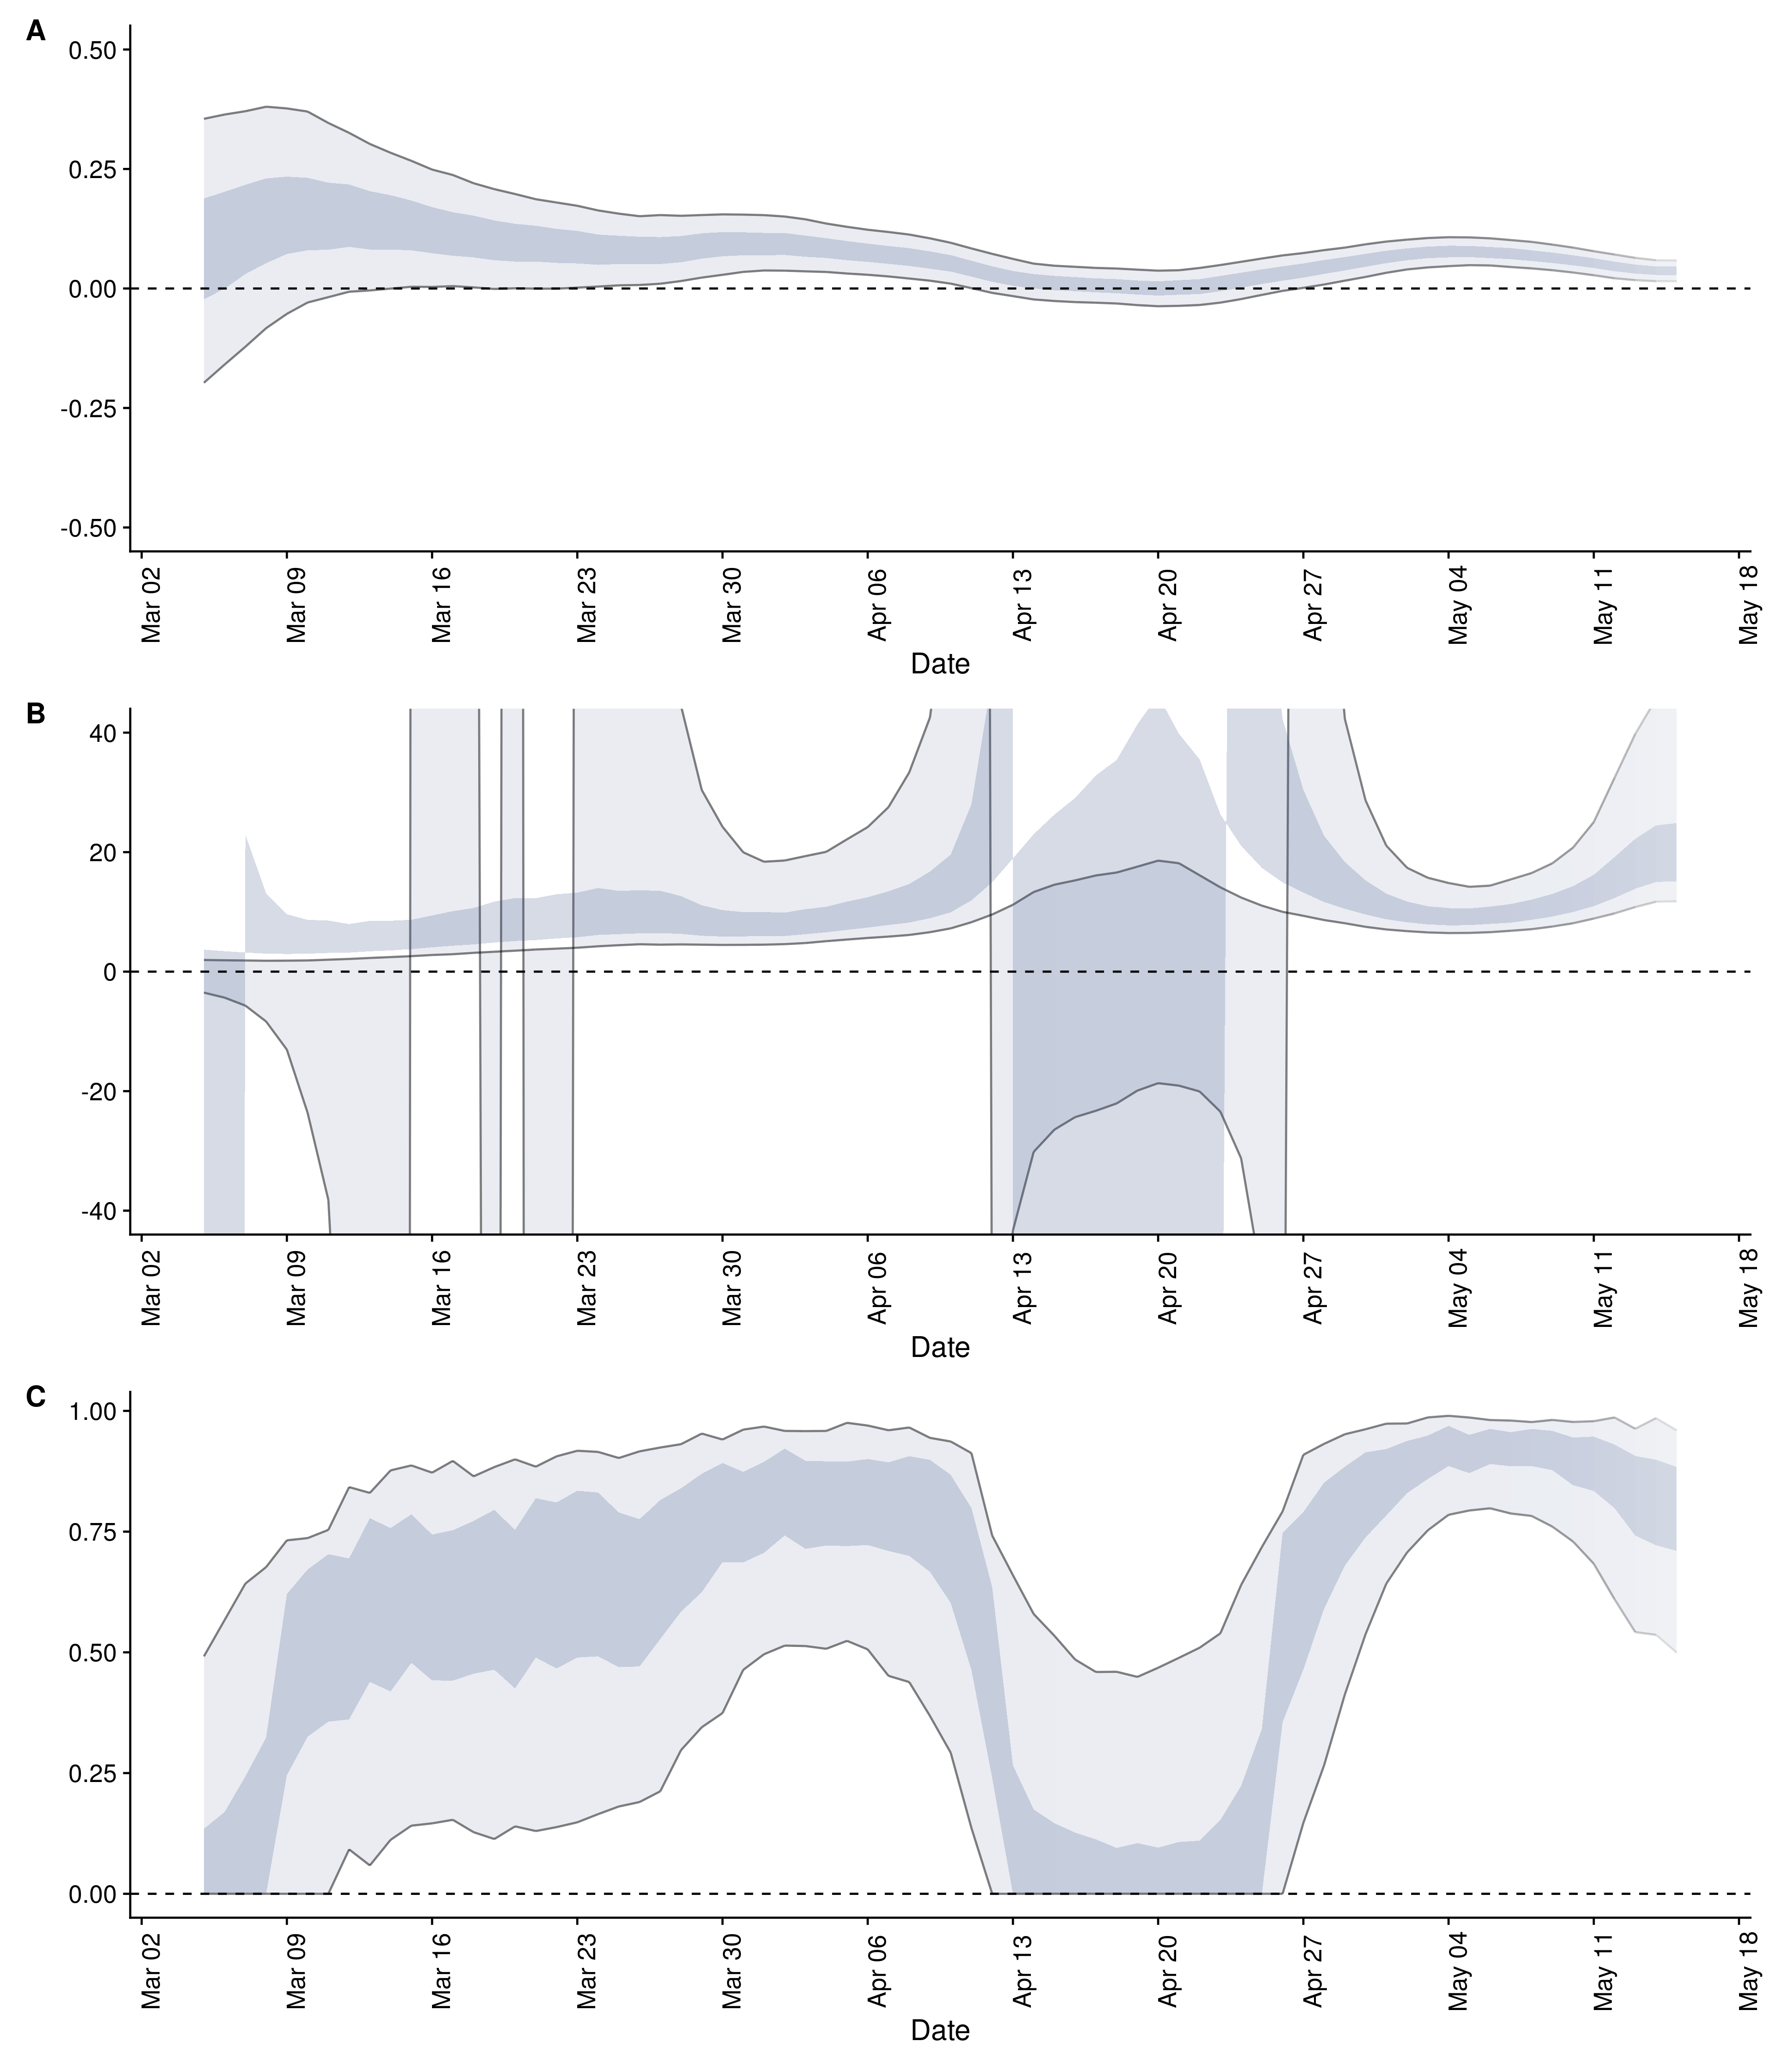 A
0.50
0.25
0.00
-0.25
-0.50
Mar 02
Mar 09
Mar 16
Mar 23
Mar 30
Apr 06
Apr 13
Apr 20
Apr 27
May 04
May 11
May 18
Date
B
40
20
0
-20
-40
Mar 02
Mar 09
Mar 16
Mar 23
Mar 30
Apr 06
Apr 13
Apr 20
Apr 27
May 04
May 11
May 18
Date
C
1.00
0.75
0.50
0.25
0.00
Mar 02
Mar 09
Mar 16
Mar 23
Mar 30
Apr 06
Apr 13
Apr 20
Apr 27
May 04
May 11
May 18
Date